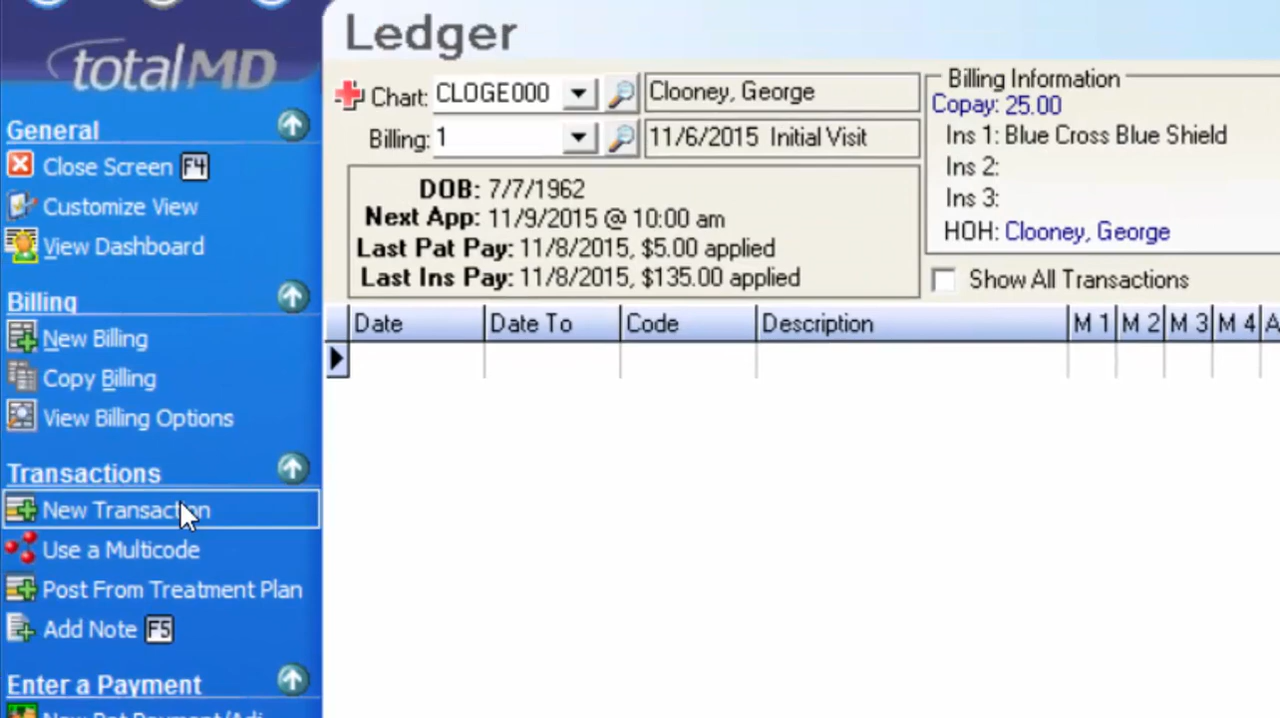 totalMD
General
Close Screen F4
Customize View
View Dashboard
Billing
New Billing
Copy Billing
View Billing Options
Transactions
New Transaction
Use a Multicode
Post From Treatment Plan
Add Note F5
Enter a Payment
New Pat Payment/Adj
Ledger
Chart: CLOGE000 Clooney, George
Billing: 1 11/6/2015 Initial Visit
DOB: 7/7/1962
Next App: 11/9/2015 @ 10:00 am
Last Pat Pay: 11/8/2015, $5.00 applied
Last Ins Pay: 11/8/2015, $135.00 applied
Billing Information
Copay: 25.00
Ins 1: Blue Cross Blue Shield
Ins 2:
Ins 3:
HOH: Clooney, George
Show All Transactions
Date Date To Code Description M 1 M 2 M 3 M 4 A